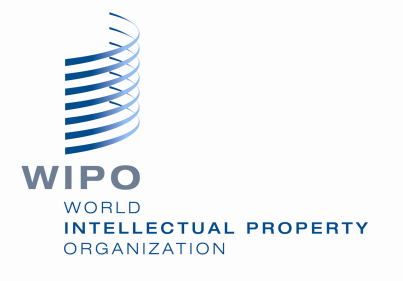 WIPO
WORLD
INTELLECTUAL PROPERTY
ORGANIZATION